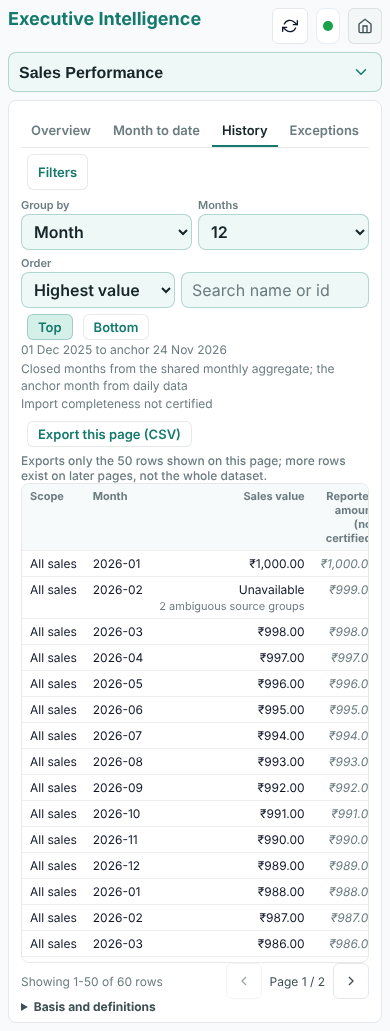 Executive Intelligence
Sales Performance
Overview Month to date History Exceptions
Filters
Group by Months
Month 12
Order
Highest value Search name or id
Top Bottom
01 Dec 2025 to anchor 24 Nov 2026
Closed months from the shared monthly aggregate; the
anchor month from daily data
Import completeness not certified
Export this page (CSV)
Exports only the 50 rows shown on this page; more rows
exist on later pages, not the whole dataset.
Scope Month Sales value Reporte
amour
(no
certified
All sales 2026-01 ₹1,000.00 ₹1,000.0
All sales 2026-02 Unavailable ₹999.0
2 ambiguous source groups
All sales 2026-03 ₹998.00 ₹998.0
All sales 2026-04 ₹997.00 ₹997.0
All sales 2026-05 ₹996.00 ₹996.0
All sales 2026-06 ₹995.00 ₹995.0
All sales 2026-07 ₹994.00 ₹994.0
All sales 2026-08 ₹993.00 ₹993.0
All sales 2026-09 ₹992.00 ₹992.0
All sales 2026-10 ₹991.00 ₹991.0
All sales 2026-11 ₹990.00 ₹990.0
All sales 2026-12 ₹989.00 ₹989.0
All sales 2026-01 ₹988.00 ₹988.0
All sales 2026-02 ₹987.00 ₹987.0
All sales 2026-03 ₹986.00 ₹986.0
Showing 1-50 of 60 rows Page 1 / 2
Basis and definitions